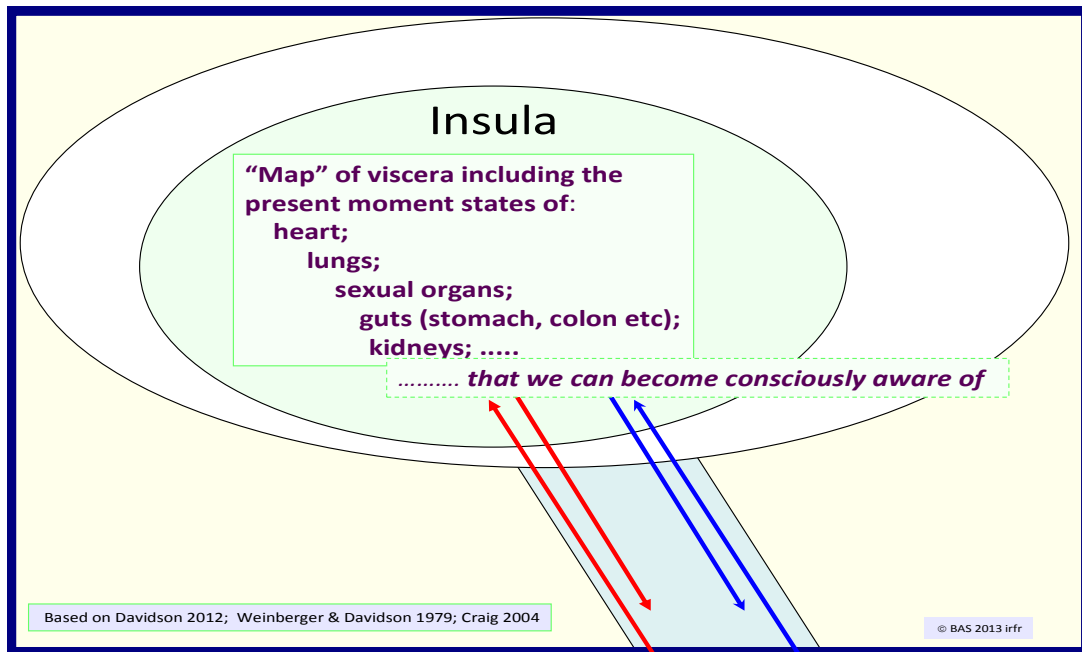 Insula
“Map” of viscera including the
present moment states of:
heart;
lungs;
sexual organs;
guts (stomach, colon etc);
kidneys; .....
.......... that we can become consciously aware of
Based on Davidson 2012; Weinberger & Davidson 1979; Craig 2004
© BAS 2013 irfr